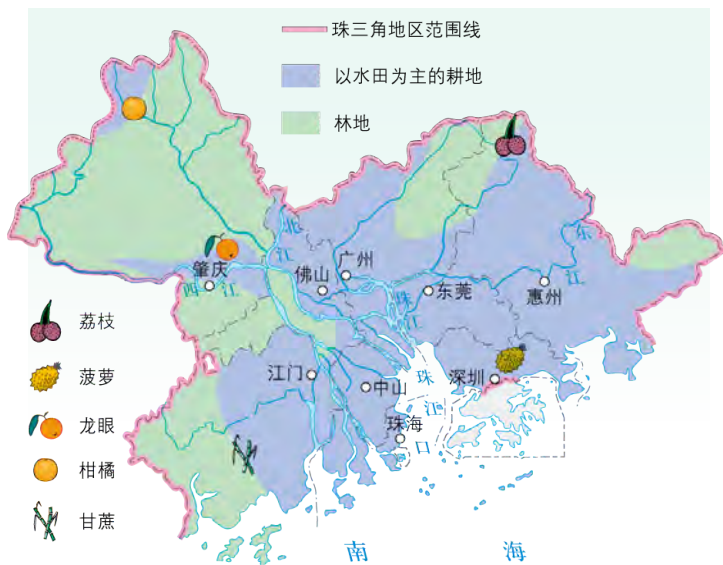 珠三角地区范围线
以水田为主的耕地
林地
北江
东江
广州
肇庆
佛山
西江
珠江
东莞
惠州
荔枝
菠萝
江门
中山
深圳
珠江口
珠海
龙眼
柑橘
甘蔗
南海